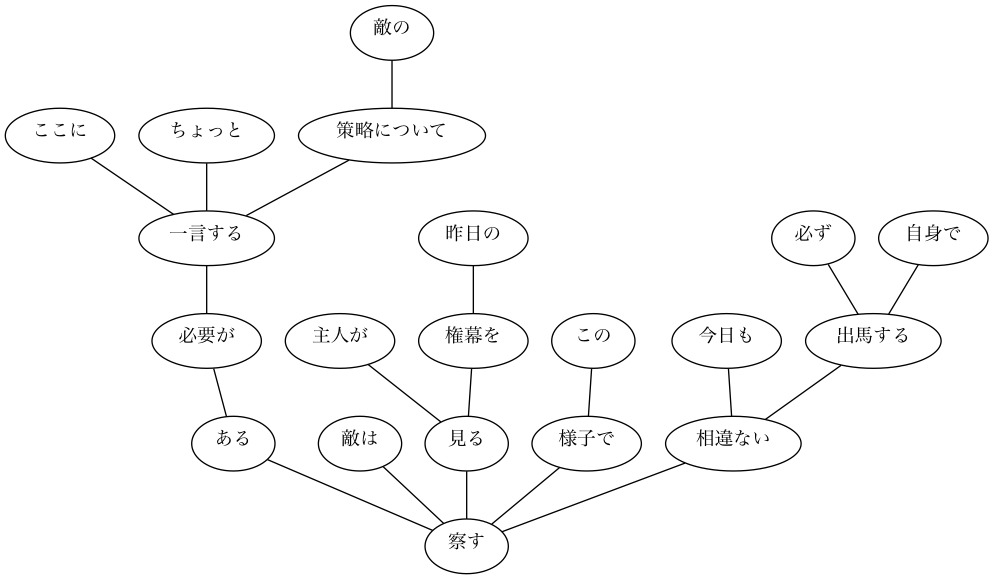 敵の
ここに
ちょっと
策略について
一言する
昨日の
必ず
自身で
必要が
主人が
権幕を
この
今日も
出馬する
ある
敵は
見る
様子で
相違ない
察す